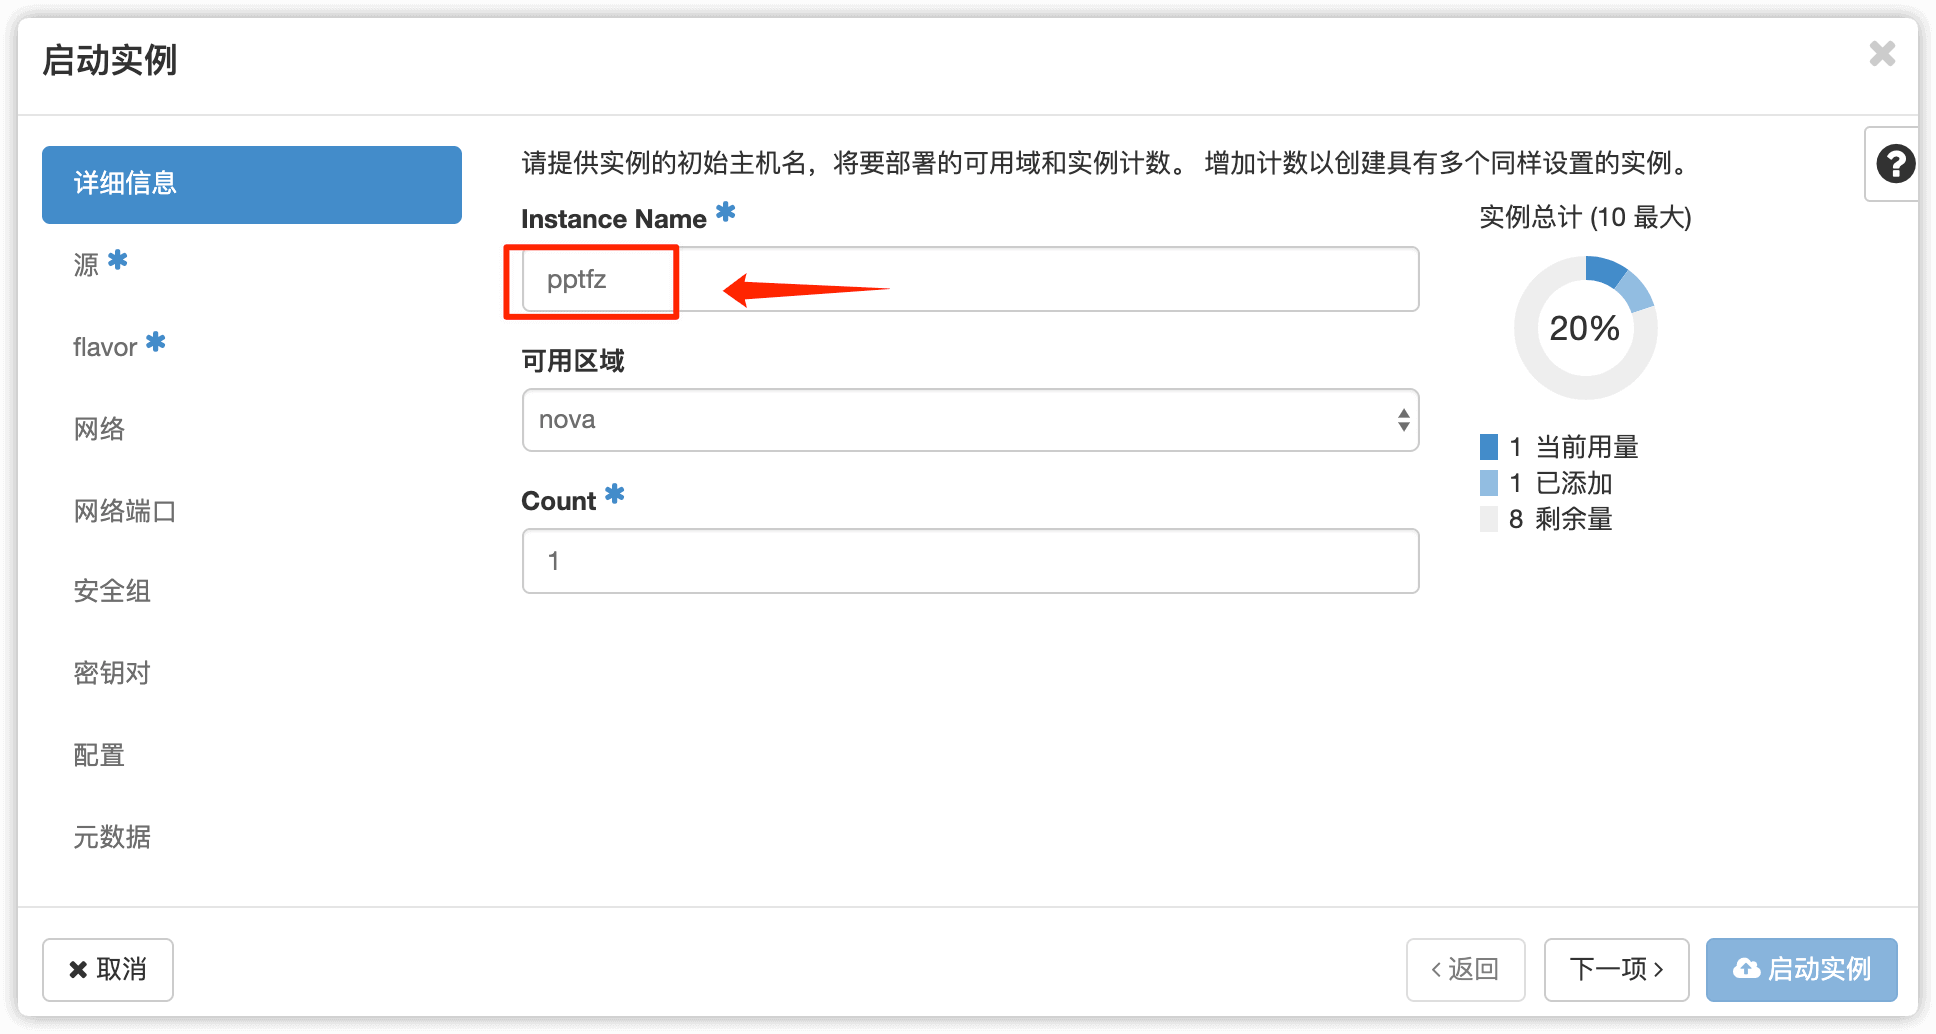 启动实例
详细信息
源
flavor
网络
网络端口
安全组
密钥对
配置
元数据
请提供实例的初始主机名，将要部署的可用域和实例计数。 增加计数以创建具有多个同样设置的实例。
Instance Name
pptfz
可用区域
nova
Count
1
实例总计 (10 最大)
20%
1 当前用量
1 已添加
8 剩余量
取消
返回
下一项
启动实例